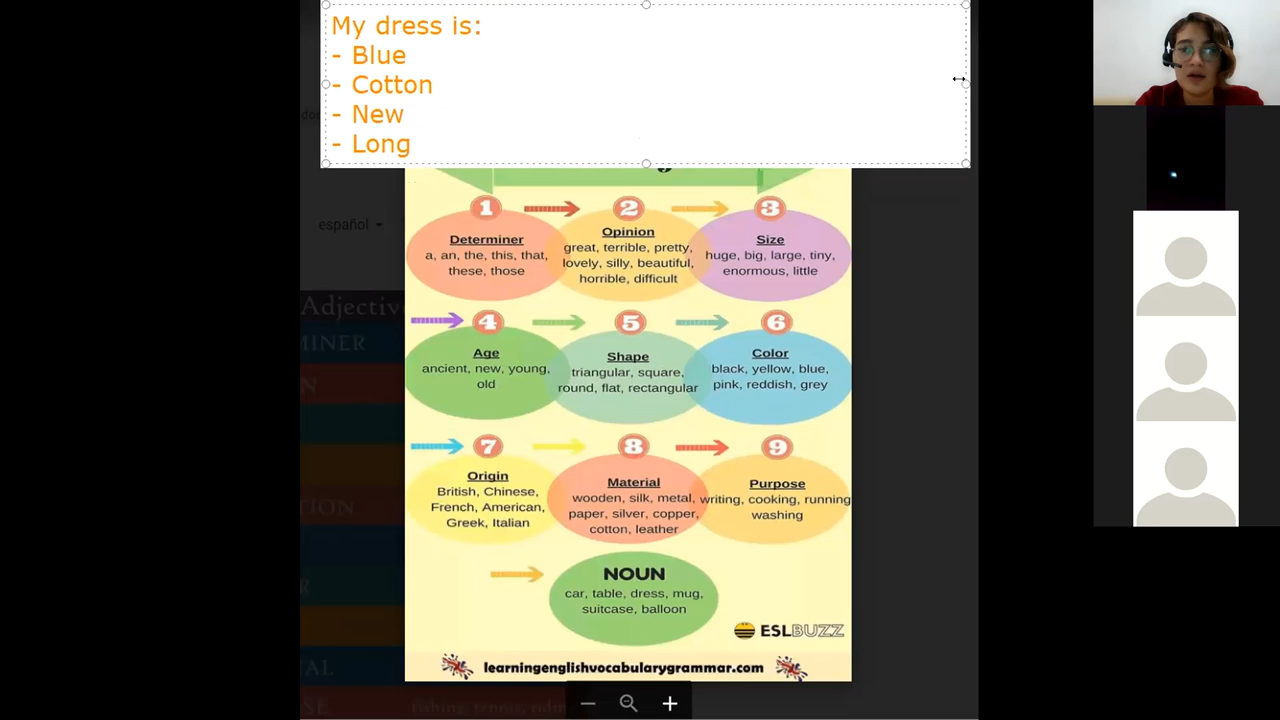 My dress is:
- Blue
- Cotton
- New
- Long
español
Adjective
MINER
1
2
3
Determiner
a, an, the, this, that,
these, those
Opinion
great, terrible, pretty,
lovely, silly, beautiful,
horrible, difficult
Size
huge, big, large, tiny,
enormous, little
4
5
6
Age
ancient, new, young,
old
Shape
triangular, square,
round, flat, rectangular
Color
black, yellow, blue,
pink, reddish, grey
7
8
9
Origin
British, Chinese,
French, American,
Greek, Italian
Material
wooden, silk, metal,
paper, silver, copper,
cotton, leather
Purpose
writing, cooking, running
washing
NOUN
car, table, dress, mug,
suitcase, balloon
ESLBUZZ
learningenglishvocabularygrammar.com